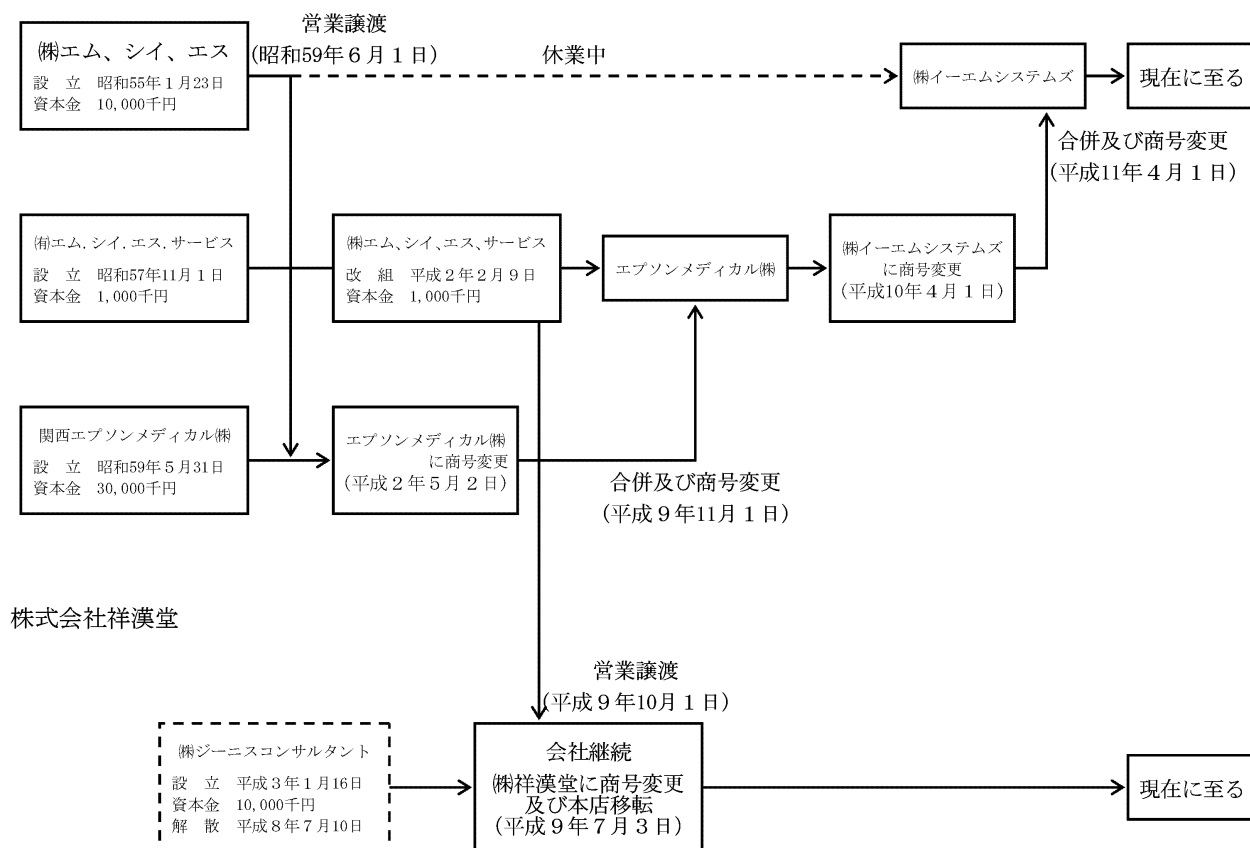 営業譲渡
(昭和59年６月１日)
㈱エム、シイ、エス
設　立　昭和55年１月23日
資本金　10,000千円
休業中
㈱イーエムシステムズ
現在に至る
合併及び商号変更
(平成11年４月１日)
㈲エム.シイ.エス.サービス
設　立　昭和57年11月１日
資本金　1,000千円
㈱エム、シイ、エス、サービス
改　組　平成２年２月９日
資本金　1,000千円
エプソンメディカル㈱
㈱イーエムシステムズ
に商号変更
(平成10年４月１日)
関西エプソンメディカル㈱
設　立　昭和59年５月31日
資本金　30,000千円
エプソンメディカル㈱
に商号変更
(平成２年５月２日)
合併及び商号変更
(平成９年11月１日)
株式会社祥漢堂
営業譲渡
(平成９年10月１日)
㈱ジーニスコンサルタント
設　立　平成３年１月16日
資本金　10,000千円
解　散　平成８年７月10日
会社継続
㈱祥漢堂に商号変更
及び本店移転
(平成９年７月３日)
現在に至る